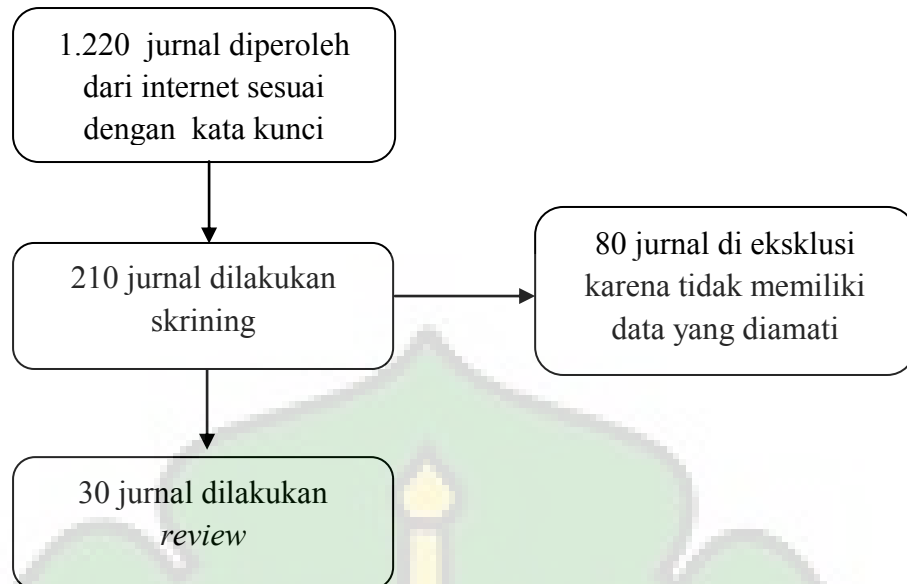 1.220 jurnal diperoleh
dari internet sesuai
dengan kata kunci
210 jurnal dilakukan
skrining
80 jurnal di eksklusi
karena tidak memiliki
data yang diamati
30 jurnal dilakukan
review